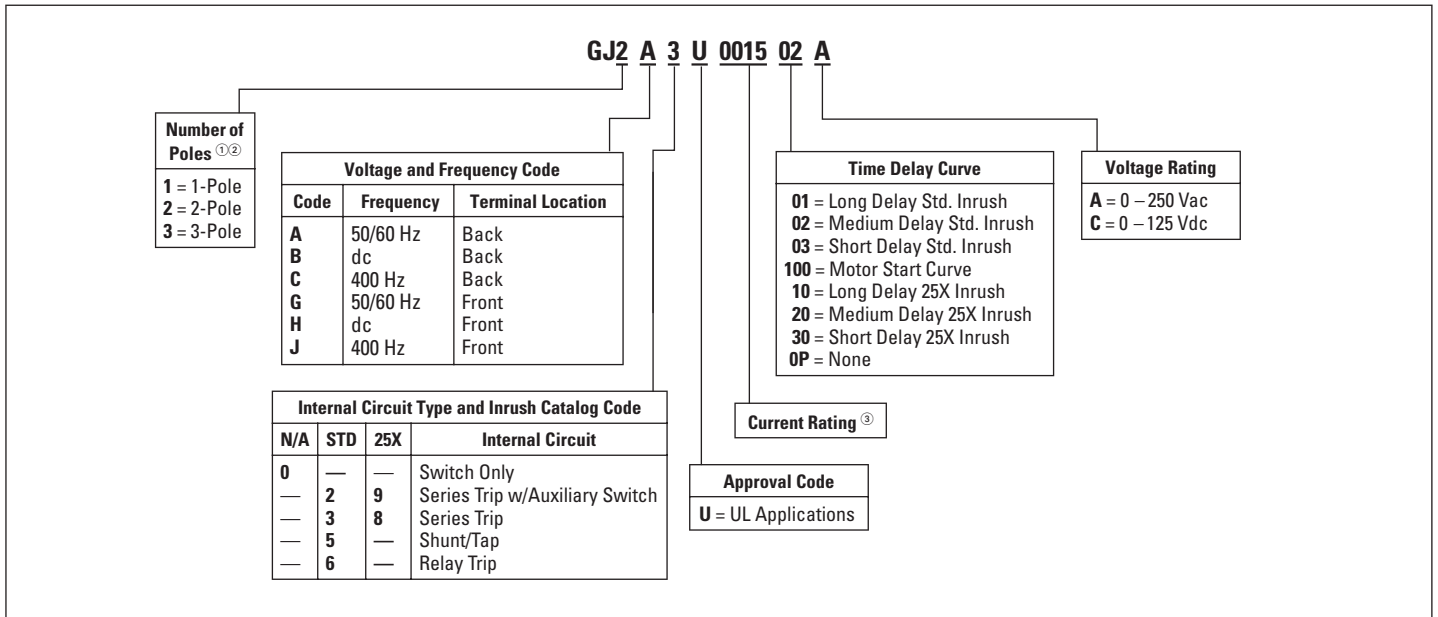 GJ2 A 3 U 0015 02 A
Number of
Poles ①②
1 = 1-Pole
2 = 2-Pole
3 = 3-Pole
Voltage and Frequency Code
Code Frequency Terminal Location
A 50/60 Hz Back
B dc Back
C 400 Hz Back
G 50/60 Hz Front
H dc Front
J 400 Hz Front
Internal Circuit Type and Inrush Catalog Code
N/A STD 25X Internal Circuit
0 — — Switch Only
— 2 9 Series Trip w/Auxiliary Switch
— 3 8 Series Trip
— 5 — Shunt/Tap
— 6 — Relay Trip
Approval Code
U = UL Applications
Current Rating ③
Time Delay Curve
01 = Long Delay Std. Inrush
02 = Medium Delay Std. Inrush
03 = Short Delay Std. Inrush
100 = Motor Start Curve
10 = Long Delay 25X Inrush
20 = Medium Delay 25X Inrush
30 = Short Delay 25X Inrush
0P = None
Voltage Rating
A = 0 – 250 Vac
C = 0 – 125 Vdc